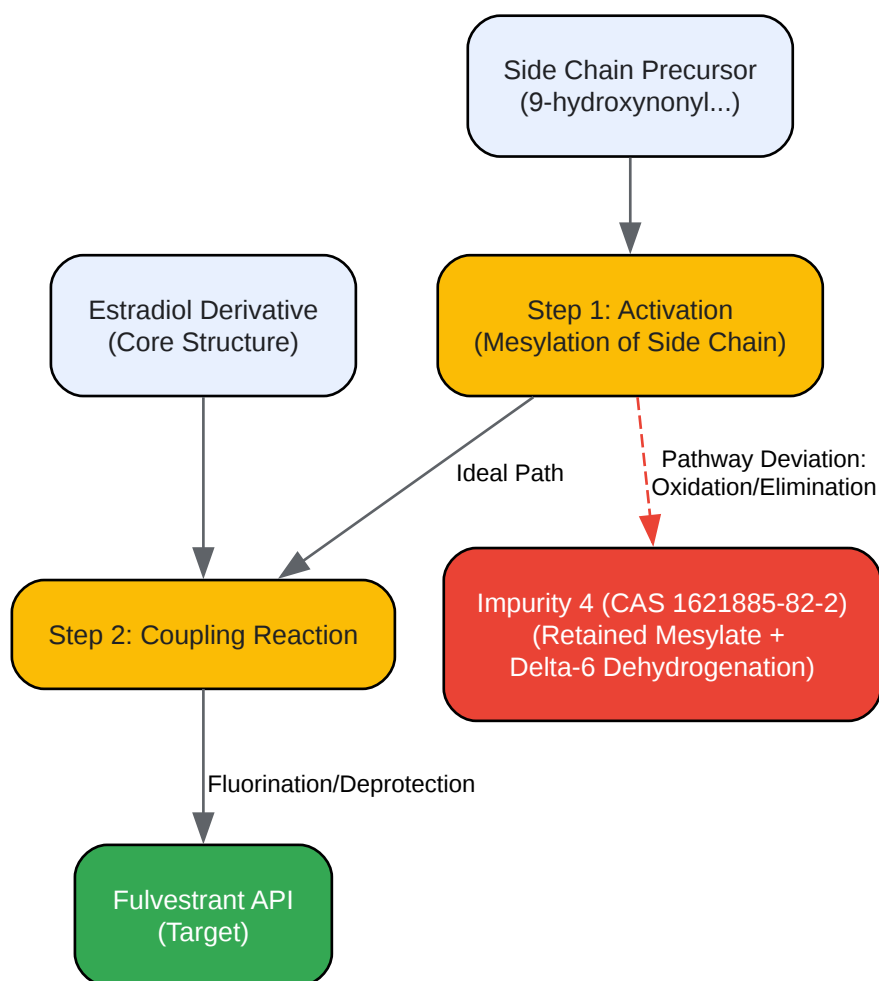 Side Chain Precursor
(9-hydroxynonyl...)
Estradiol Derivative
(Core Structure)
Step 1: Activation
(Mesylation of Side Chain)
Ideal Path
Pathway Deviation:
Oxidation/Elimination
Step 2: Coupling Reaction
Impurity 4 (CAS 1621885-82-2)
(Retained Mesylate +
Delta-6 Dehydrogenation)
Fluorination/Deprotection
Fulvestrant API
(Target)